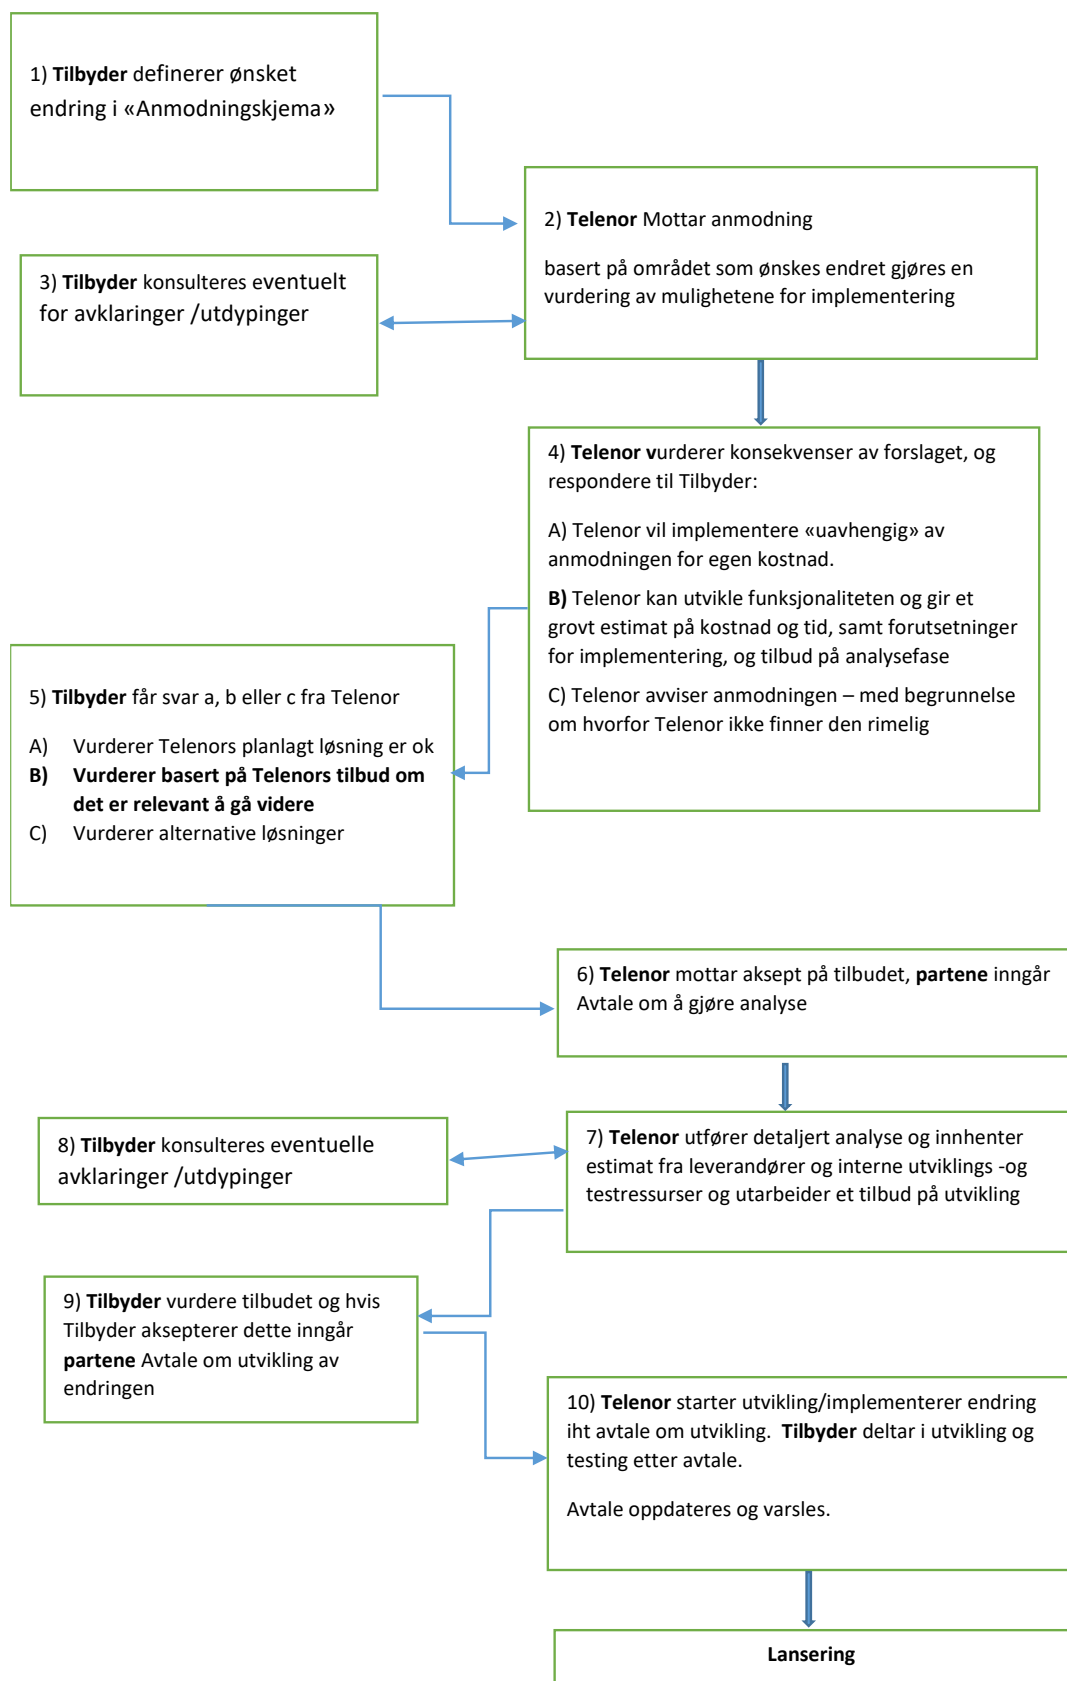 1) Tilbyder definerer ønsket
endring i «Anmodningskjema»
2) Telenor Mottar anmodning
basert på området som ønskes endret gjøres en
vurdering av mulighetene for implementering
3) Tilbyder konsulteres eventuelt
for avklaringer /utdypinger
4) Telenor vurderer konsekvenser av forslaget, og
respondere til Tilbyder:
A) Telenor vil implementere «uavhengig» av
anmodningen for egen kostnad.
B) Telenor kan utvikle funksjonaliteten og gir et
grovt estimat på kostnad og tid, samt forutsetninger
for implementering, og tilbud på analysefase
C) Telenor avviser anmodningen – med begrunnelse
om hvorfor Telenor ikke finner den rimelig
5) Tilbyder får svar a, b eller c fra Telenor
A) Vurderer Telenors planlagt løsning er ok
B) Vurderer basert på Telenors tilbud om
det er relevant å gå videre
C) Vurderer alternative løsninger
6) Telenor mottar aksept på tilbudet, partene inngår
Avtale om å gjøre analyse
7) Telenor utfører detaljert analyse og innhenter
estimat fra leverandører og interne utviklings -og
testressurser og utarbeider et tilbud på utvikling
8) Tilbyder konsulteres eventuelle
avklaringer /utdypinger
9) Tilbyder vurdere tilbudet og hvis
Tilbyder aksepterer dette inngår
partene Avtale om utvikling av
endringen
10) Telenor starter utvikling/implementerer endring
iht avtale om utvikling. Tilbyder deltar i utvikling og
testing etter avtale.
Avtale oppdateres og varsles.
Lansering